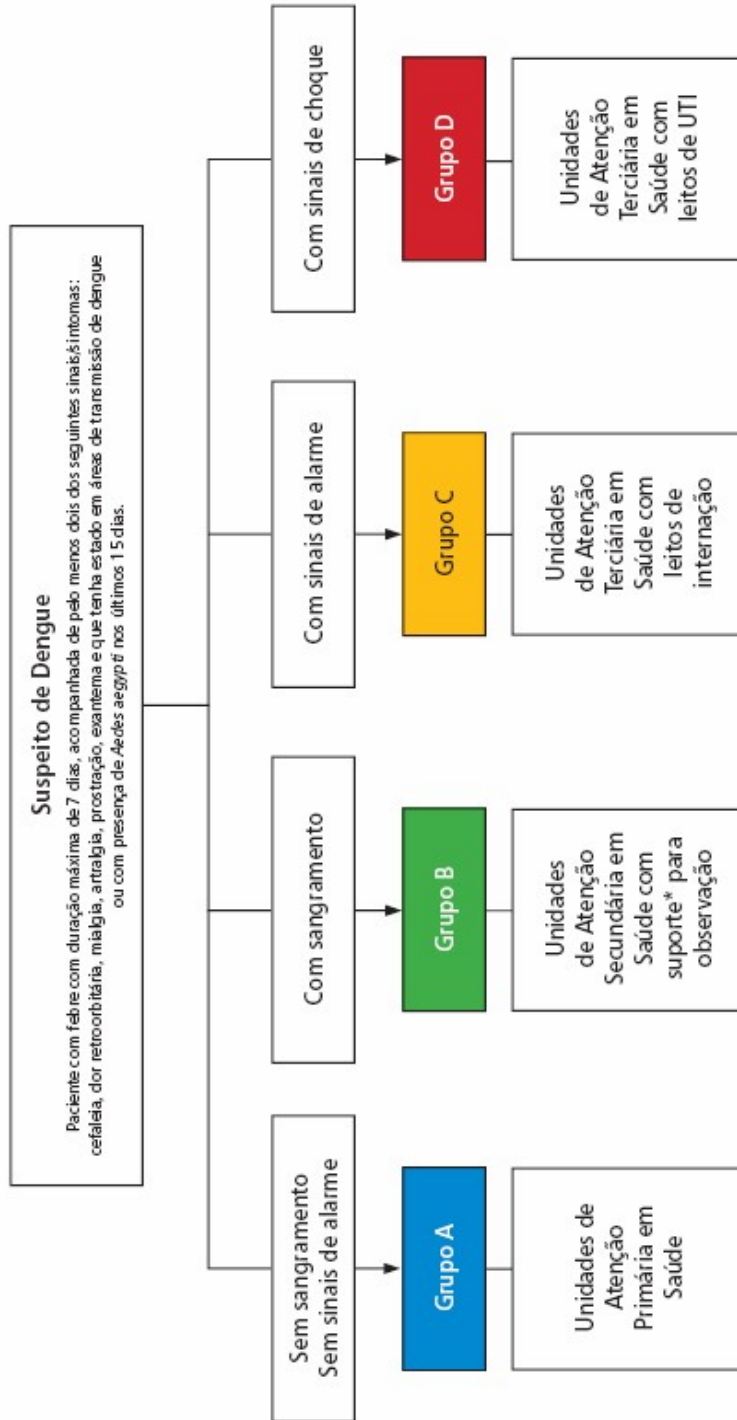 Suspeito de Dengue
Paciente com febre com duração máxima de 7 dias, acompanhada de pelo menos dois dos seguintes sinais/sintomas:
cefaleia, dor retroorbitária, mialgia, artralgia, prostração, exantema e que tenha estado em áreas de transmissão de dengue
ou com presença de Aedes aegypti nos últimos 15 dias.
Sem sangramento
Sem sinais de alarme
Grupo A
Unidades de
Atenção
Primária em
Saúde
Com sangramento
Grupo B
Unidades
de Atenção
Secundária em
Saúde com
suporte* para
observação
Com sinais de alarme
Grupo C
Unidades
de Atenção
Terciária em
Saúde com
leitos de
internação
Com sinais de choque
Grupo D
Unidades
de Atenção
Terciária em
Saúde com
leitos de UTI